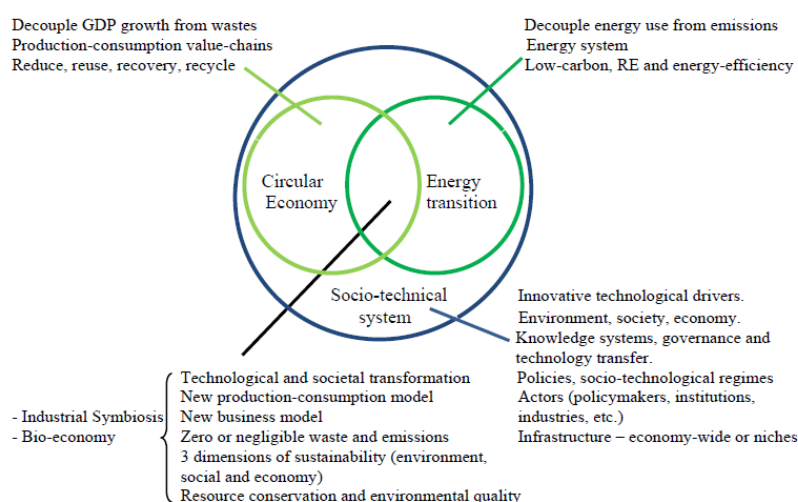 Decouple GDP growth from wastes
Production-consumption value-chains
Reduce, reuse, recovery, recycle
Decouple energy use from emissions
Energy system
Low-carbon, RE and energy-efficiency
Circular
Economy
Energy
transition
Socio-technical
system
Innovative technological drivers.
Environment, society, economy.
Knowledge systems, governance and
technology transfer.
Policies, socio-technological regimes
Actors (policymakers, institutions,
industries, etc.)
Infrastructure – economy-wide or niches
- Industrial Symbiosis
- Bio-economy
Technological and societal transformation
New production-consumption model
New business model
Zero or negligible waste and emissions
3 dimensions of sustainability (environment,
social and economy)
Resource conservation and environmental quality